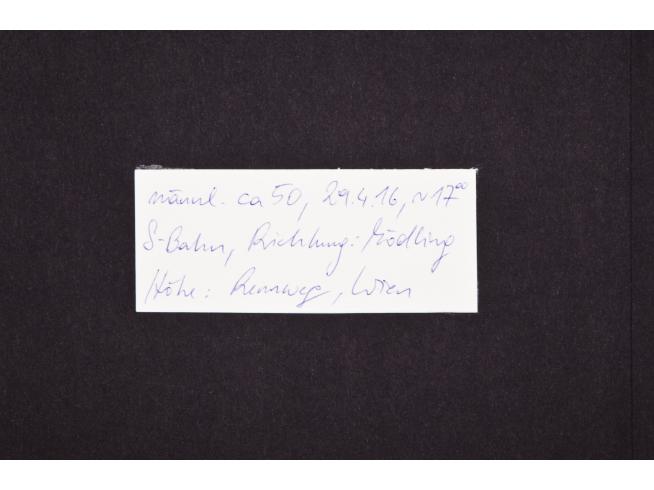 männl. ca 50, 29.4.16, ~17⁰⁰
S-Bahn, Richtung: Mödling
Höhe: Rennweg, Wien